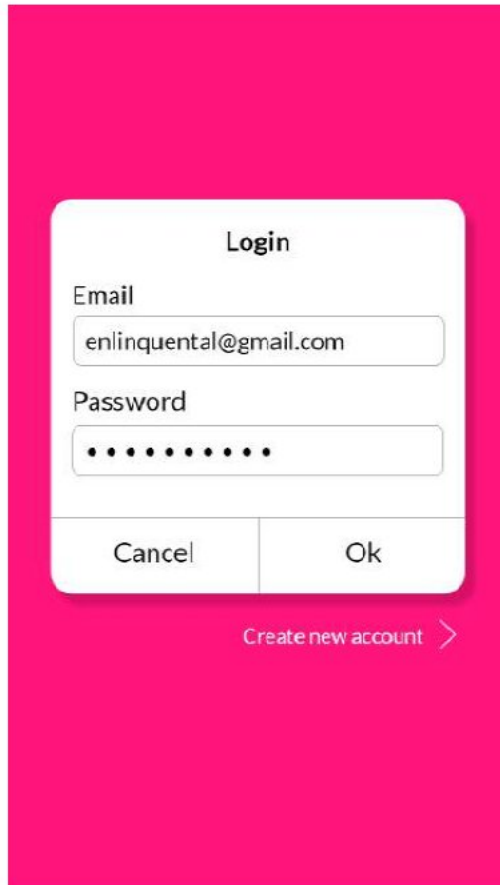 Login
Email
enlinquental@gmail.com
Password
••••••••••
Cancel
Ok
Create new account